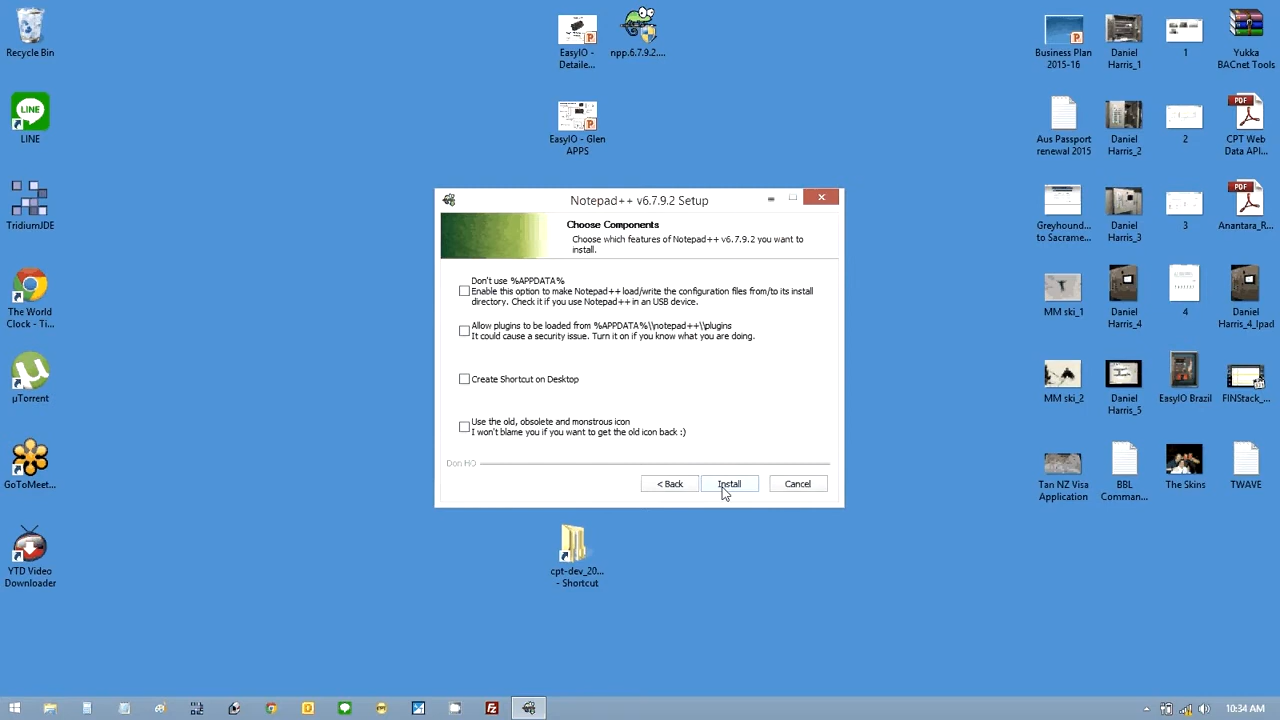 Recycle Bin
LINE
TridiumJDE
The World
Clock - Ti...
µTorrent
GoToMeet...
YTD Video
Downloader
EasyIO -
Detaile...
npp.6.7.9.2....
EasyIO - Glen
APPS
Business Plan
2015-16
Daniel
Harris_1
1
Yukka
BACnet Tools
Aus Passport
renewal 2015
Daniel
Harris_2
2
PDF
CPT Web
Data API...
Greyhound...
to Sacrame...
Daniel
Harris_3
3
PDF
Anantara_R...
MM ski_1
Daniel
Harris_4
4
Daniel
Harris_4_Ipad
MM ski_2
Daniel
Harris_5
EasyIO Brazil
FINStack_...
Tan NZ Visa
Application
BBL
Comman...
The Skins
TWAVE
Notepad++ v6.7.9.2 Setup
Choose Components
Choose which features of Notepad++ v6.7.9.2 you want to
install.
Don't use %APPDATA%
Enable this option to make Notepad++ load/write the configuration files from/to its install
directory. Check it if you use Notepad++ in an USB device.
Allow plugins to be loaded from %APPDATA%\\notepad++\\plugins
It could cause a security issue. Turn it on if you know what you are doing.
Create Shortcut on Desktop
Use the old, obsolete and monstrous icon
I won't blame you if you want to get the old icon back :)
Don HO
< Back
Install
Cancel
cpt-dev_20...
- Shortcut
10:34 AM